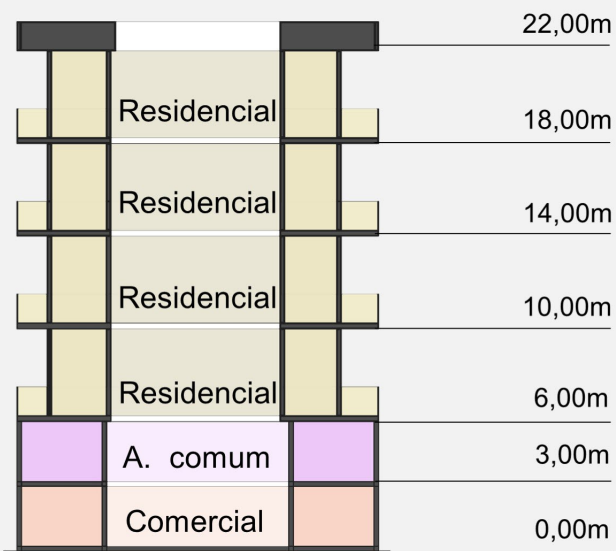 22,00m
Residencial
18,00m
Residencial
14,00m
Residencial
10,00m
Residencial
6,00m
A. comum
3,00m
Comercial
0,00m